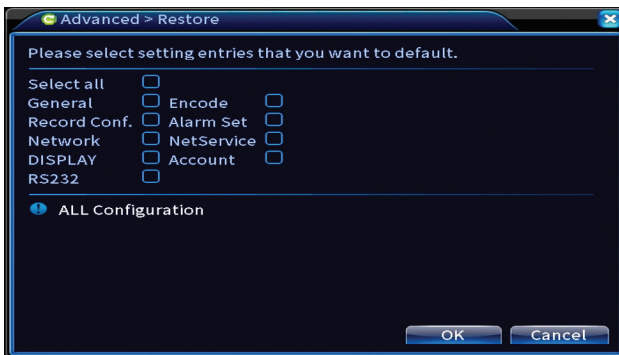 Advanced > Restore
Please select setting entries that you want to default.
Select all
General Encode
Record Conf. Alarm Set
Network NetService
DISPLAY Account
RS232
ALL Configuration
OK Cancel